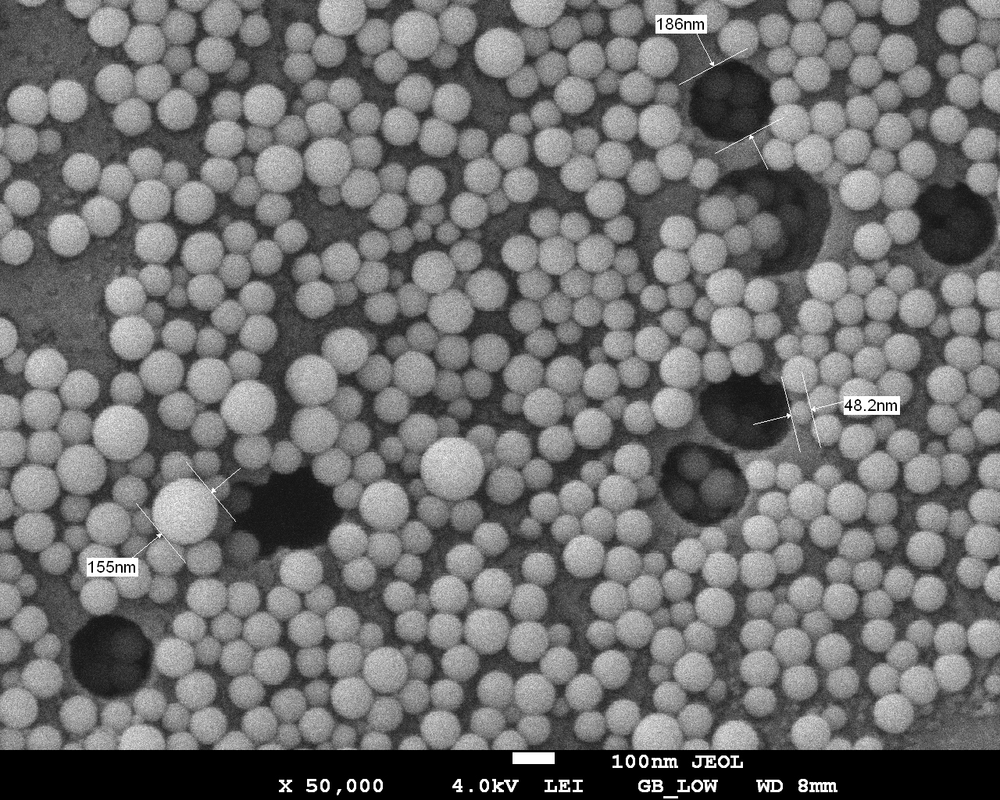 186nm
48.2nm
155nm
100nm JEOL
X 50,000 4.0kV LEI GB_LOW WD 8mm